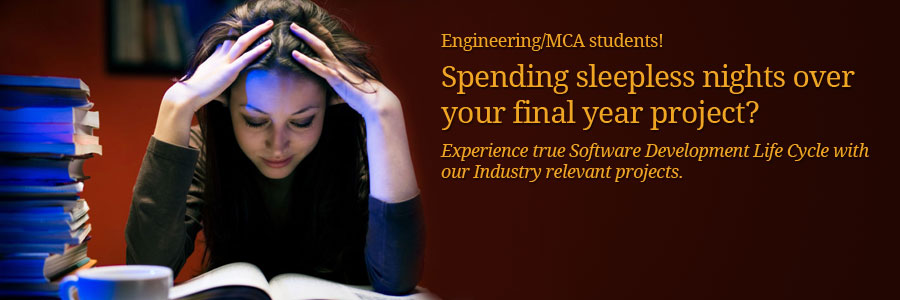 Engineering/MCA students!
Spending sleepless nights over
your final year project?
Experience true Software Development Life Cycle with
our Industry relevant projects.